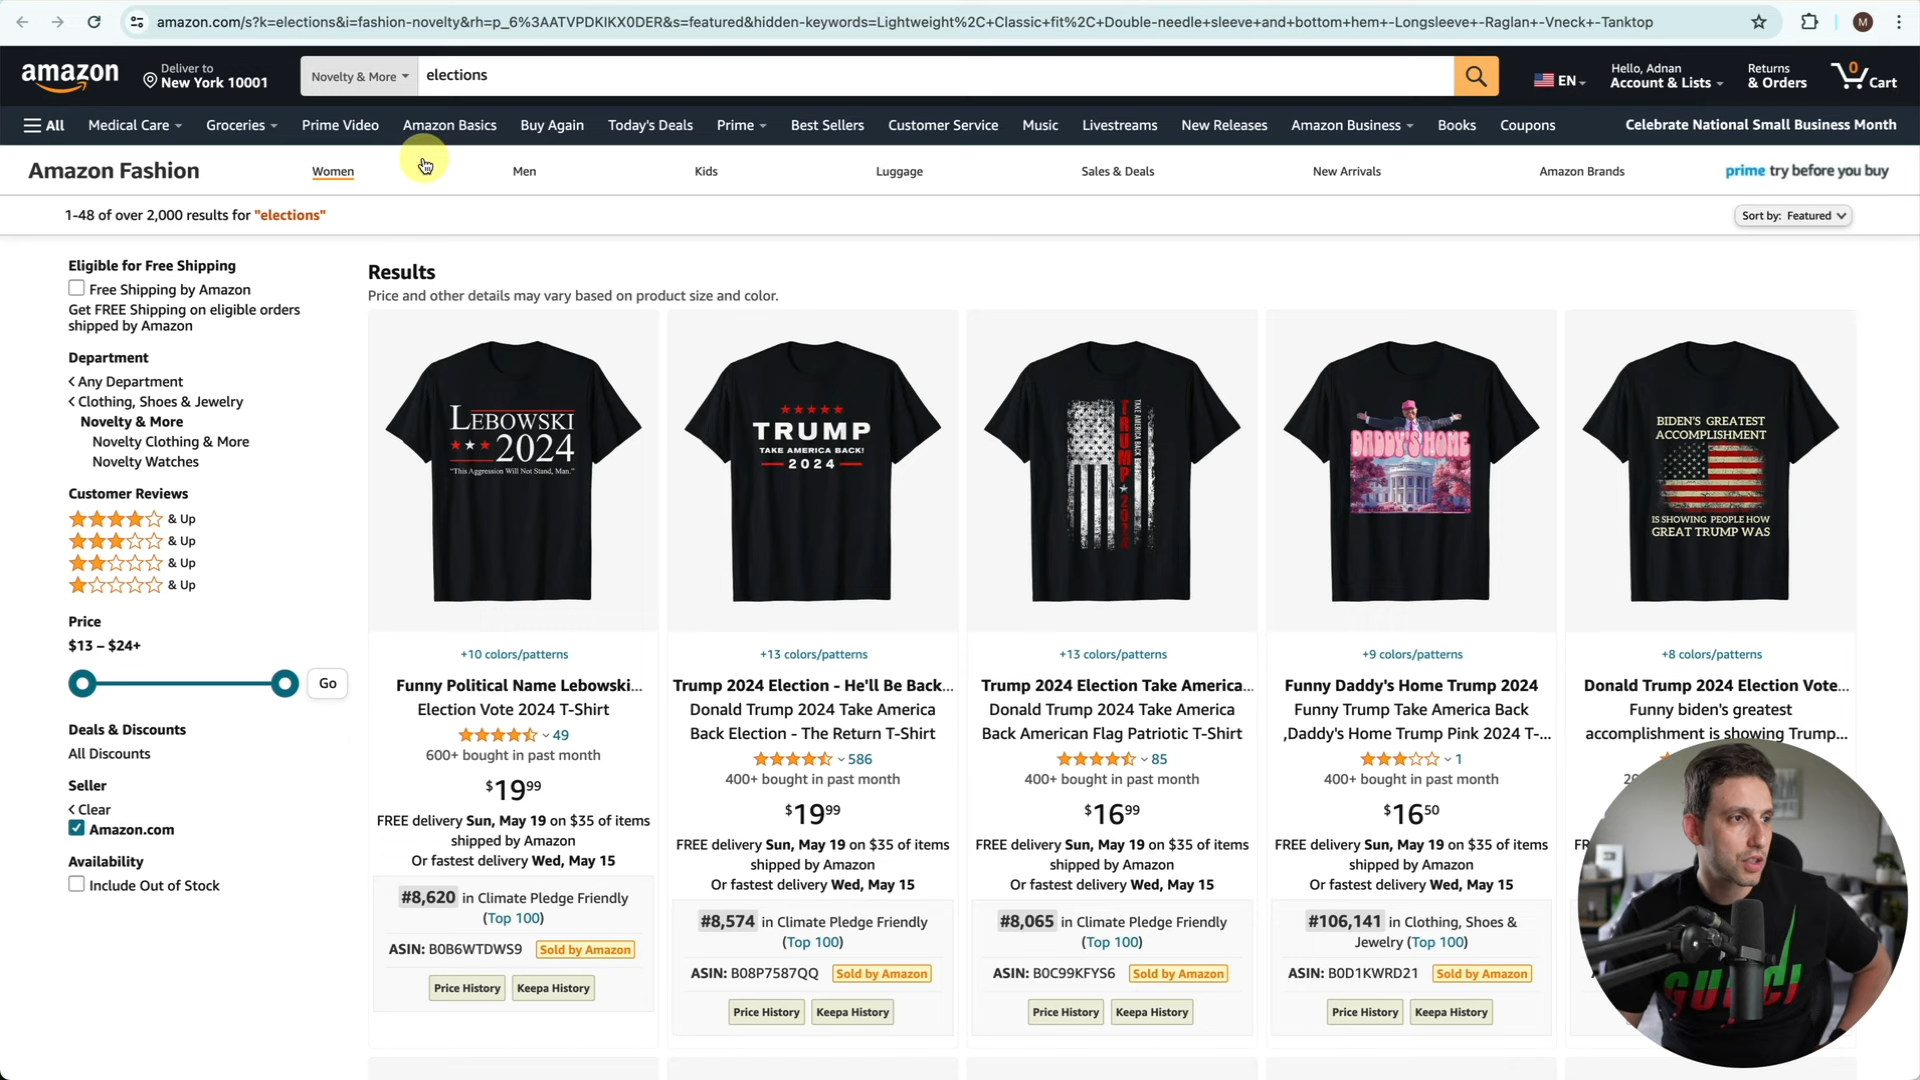 amazon.com/s?k=elections&i=fashion-novelty&rh=p_6%3AATVPDKIKX0DER&s=featured&hidden-keywords=Lightweight%2C+Classic+fit%2C+Double-needle+sleeve+and+bottom+hem+-Longsleeve+-Raglan+-Vneck+-Tanktop
M
amazon
Deliver to
New York 10001
Novelty & More
elections
EN
Hello, Adnan
Account & Lists
Returns
& Orders
0
Cart
All
Medical Care
Groceries
Prime Video
Amazon Basics
Buy Again
Today's Deals
Prime
Best Sellers
Customer Service
Music
Livestreams
New Releases
Amazon Business
Books
Coupons
Celebrate National Small Business Month
Amazon Fashion
Women
Men
Kids
Luggage
Sales & Deals
New Arrivals
Amazon Brands
prime try before you buy
1-48 of over 2,000 results for "elections"
Sort by: Featured
Eligible for Free Shipping
Free Shipping by Amazon
Get FREE Shipping on eligible orders
shipped by Amazon
Department
Any Department
Clothing, Shoes & Jewelry
Novelty & More
Novelty Clothing & More
Novelty Watches
Customer Reviews
& Up
& Up
& Up
& Up
Price
$13 – $24+
Go
Deals & Discounts
All Discounts
Seller
Clear
Amazon.com
Availability
Include Out of Stock
Results
Price and other details may vary based on product size and color.
LEBOWSKI
2024
"This Aggression Will Not Stand, Man."
+10 colors/patterns
Funny Political Name Lebowski...
Election Vote 2024 T-Shirt
49
600+ bought in past month
$19.99
FREE delivery Sun, May 19 on $35 of items
shipped by Amazon
Or fastest delivery Wed, May 15
#8,620 in Climate Pledge Friendly
(Top 100)
ASIN: B0B6WTDWS9 Sold by Amazon
Price History Keepa History
TRUMP
TAKE AMERICA BACK!
2024
+13 colors/patterns
Trump 2024 Election - He'll Be Back...
Donald Trump 2024 Take America
Back Election - The Return T-Shirt
586
400+ bought in past month
$19.99
FREE delivery Sun, May 19 on $35 of items
shipped by Amazon
Or fastest delivery Wed, May 15
#8,574 in Climate Pledge Friendly
(Top 100)
ASIN: B08P7587QQ Sold by Amazon
Price History Keepa History
TRUMP 2024
TAKE AMERICA BACK
+13 colors/patterns
Trump 2024 Election Take America...
Donald Trump 2024 Take America
Back American Flag Patriotic T-Shirt
85
400+ bought in past month
$16.99
FREE delivery Sun, May 19 on $35 of items
shipped by Amazon
Or fastest delivery Wed, May 15
#8,065 in Climate Pledge Friendly
(Top 100)
ASIN: B0C99KFYS6 Sold by Amazon
Price History Keepa History
DADDY'S HOME
+9 colors/patterns
Funny Daddy's Home Trump 2024
Funny Trump Take America Back
,Daddy's Home Trump Pink 2024 T-...
1
400+ bought in past month
$16.50
FREE delivery Sun, May 19 on $35 of items
shipped by Amazon
Or fastest delivery Wed, May 15
#106,141 in Clothing, Shoes &
Jewelry (Top 100)
ASIN: B0D1KWRD21 Sold by Amazon
Price History Keepa History
BIDEN'S GREATEST
ACCOMPLISHMENT
IS SHOWING PEOPLE HOW
GREAT TRUMP WAS
+8 colors/patterns
Donald Trump 2024 Election Vote...
Funny biden's greatest
accomplishment is showing Trump...